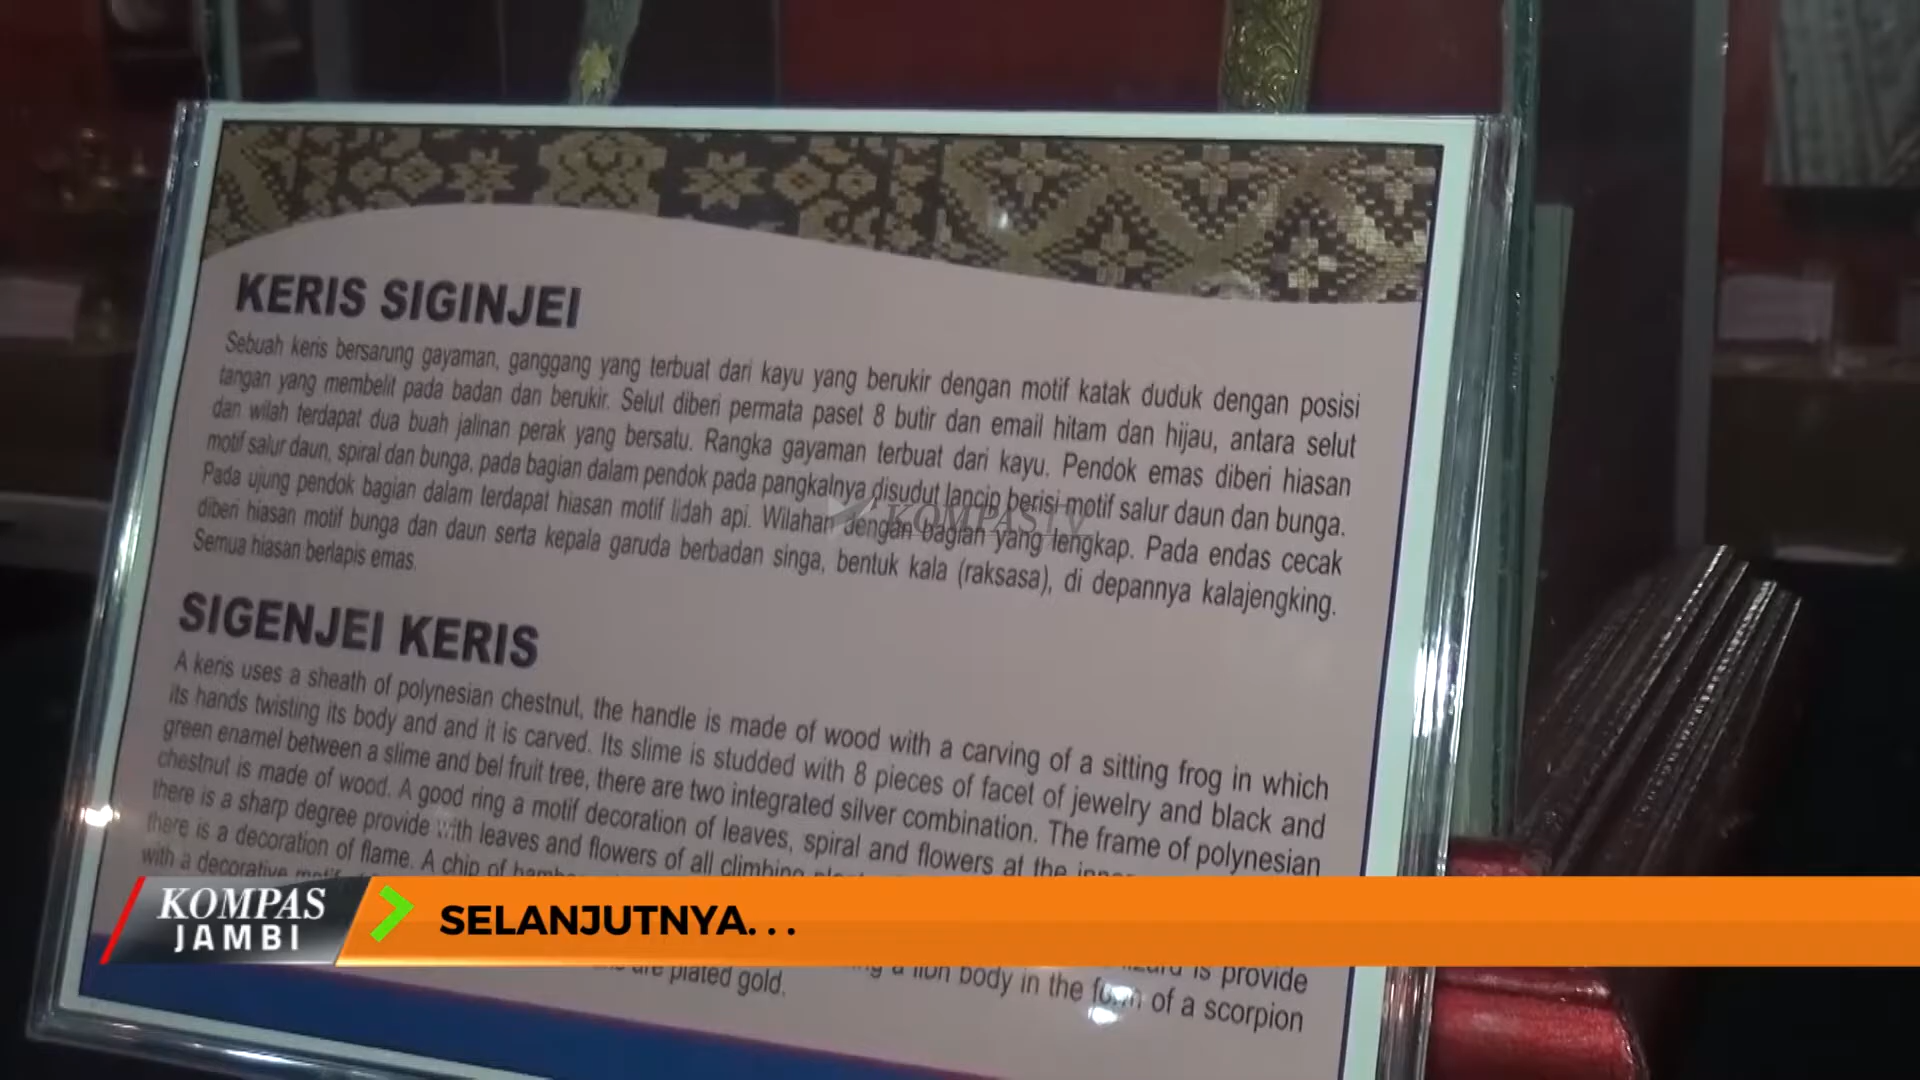 KERIS SIGINJEI
Sebuah keris bersarung gayaman, ganggang yang terbuat dari kayu yang berukir dengan motif katak duduk dengan posisi
tangan yang membelit pada badan dan berukir. Selut diberi permata paset 8 butir dan email hitam dan hijau, antara selut
dan wilah terdapat dua buah jalinan perak yang bersatu. Rangka gayaman terbuat dari kayu. Pendok emas diberi hiasan
motif salur daun, spiral dan bunga, pada bagian dalam pendok pada pangkalnya disudut lancip berisi motif salur daun dan bunga.
Pada ujung pendok bagian dalam terdapat hiasan motif lidah api. Wilahan dengan bagian yang lengkap. Pada endas cecak
diberi hiasan motif bunga dan daun serta kepala garuda berbadan singa, bentuk kala (raksasa), di depannya kalajengking.
Semua hiasan berlapis emas.
KOMPASTV
SIGENJEI KERIS
A keris uses a sheath of polynesian chestnut, the handle is made of wood with a carving of a sitting frog in which
its hands twisting its body and and it is carved. Its slime is studded with 8 pieces of facet of jewelry and black and
green enamel between a slime and bel fruit tree, there are two integrated silver combination. The frame of polynesian
chestnut is made of wood. A good ring a motif decoration of leaves, spiral and flowers at the
there is a sharp degree provide with leaves and flowers of all climbing
there is a decoration of flame. A chip of
with a decorative
is provide
a lion body in the form of a scorpion
are plated gold.
KOMPAS
JAMBI
SELANJUTNYA...